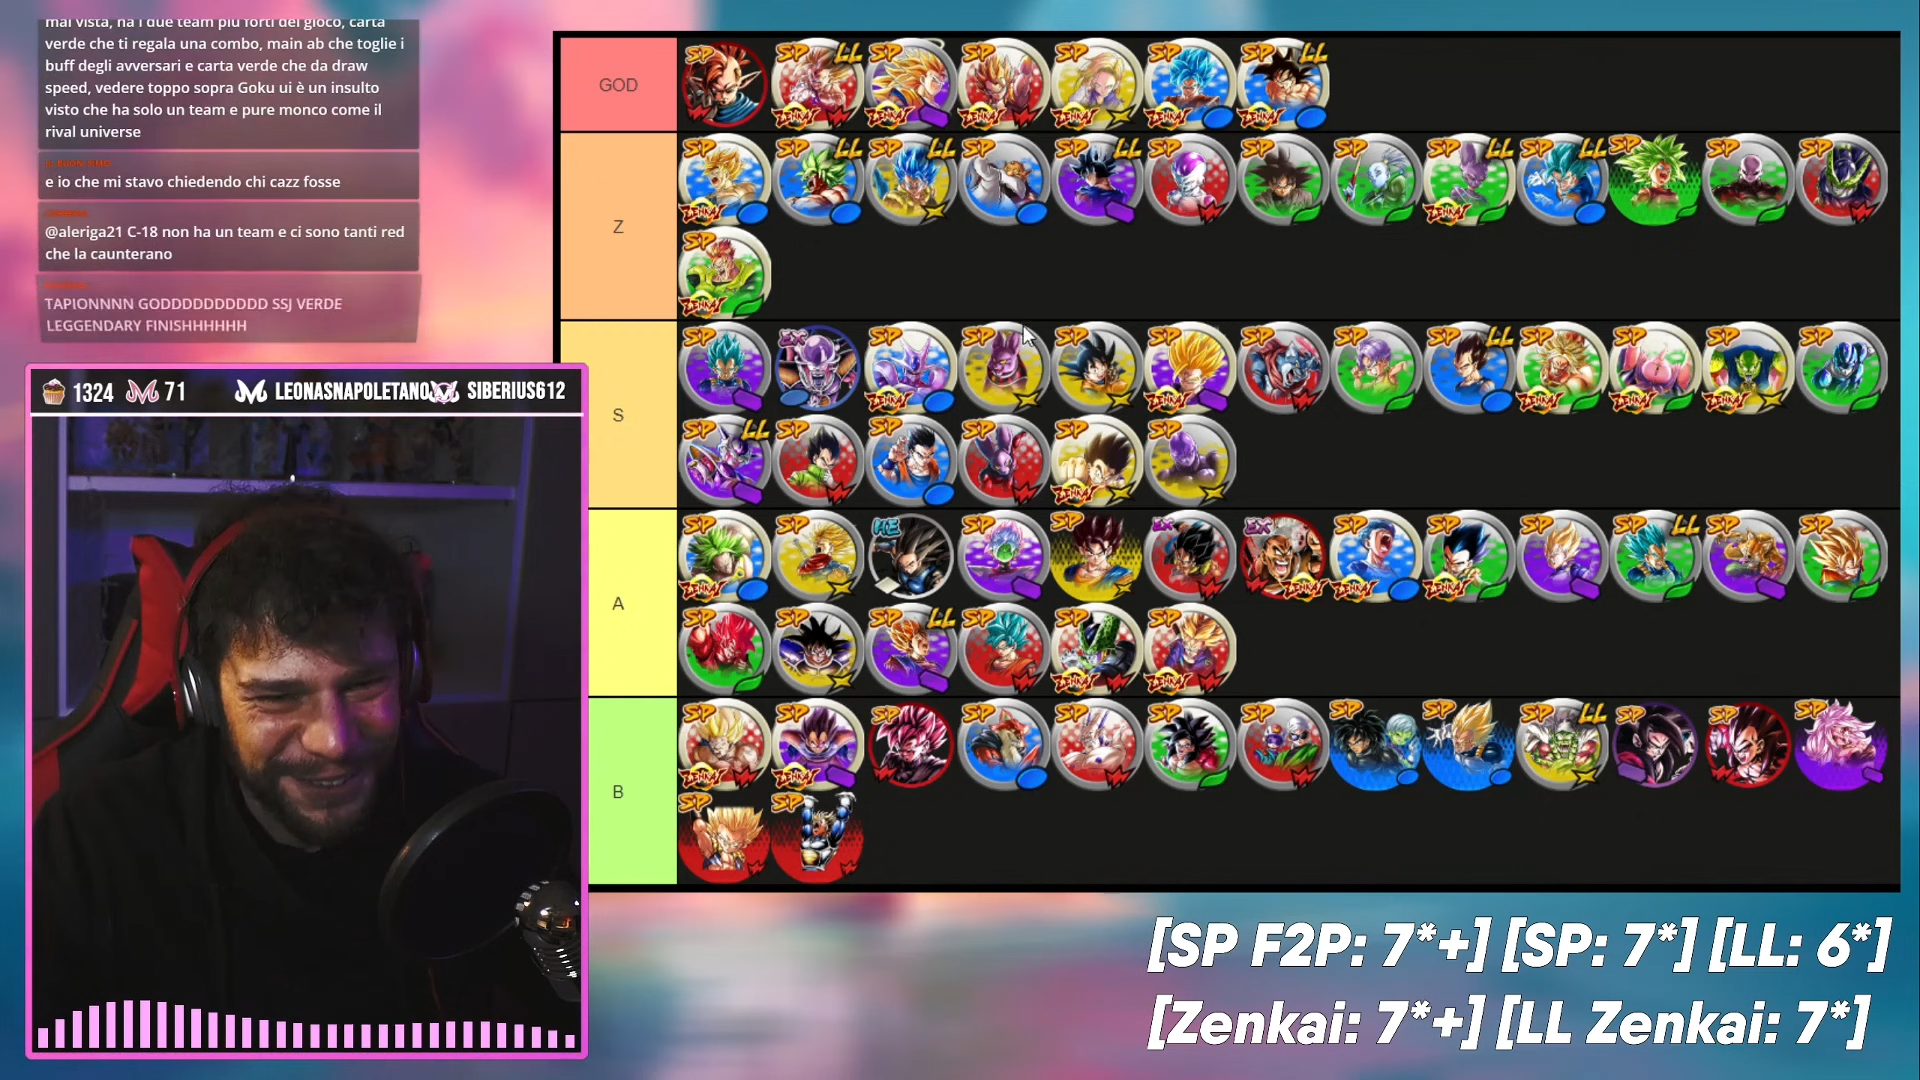 mai vista, ha i due team più forti del gioco, carta
verde che ti regala una combo, main ab che toglie i
buff degli avversari e carta verde che da draw
speed, vedere toppo sopra Goku ui è un insulto
visto che ha solo un team e pure monco come il
rival universe
e io che mi stavo chiedendo chi cazz fosse
@aleriga21 C-18 non ha un team e ci sono tanti red
che la caunterano
TAPIONNNN GODDDDDDDDDD SSJ VERDE
LEGGENDARY FINISHHHHHH
1324 71 LEONASNAPOLETANO SIBERIUS612
GOD
Z
S
A
B
[SP F2P: 7*+] [SP: 7*] [LL: 6*]
[Zenkai: 7*+] [LL Zenkai: 7*]